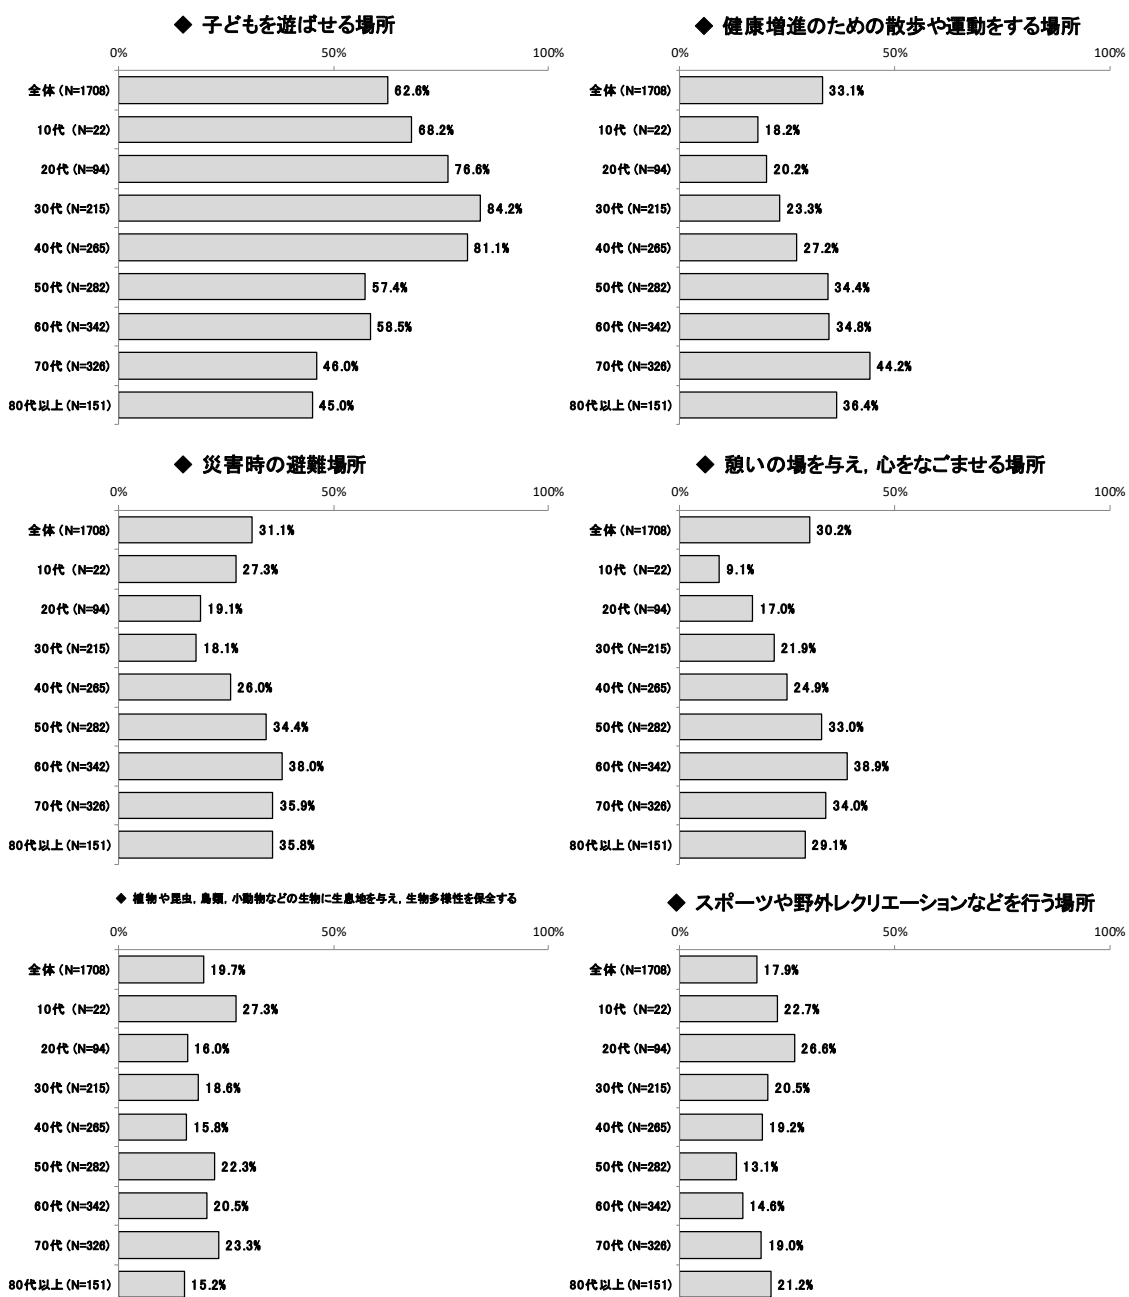 ◆ 子どもを遊ばせる場所
0% 50% 100%
全体 (N=1708) 62.6%
10代 (N=22) 68.2%
20代 (N=94) 76.6%
30代 (N=215) 84.2%
40代 (N=265) 81.1%
50代 (N=282) 57.4%
60代 (N=342) 58.5%
70代 (N=326) 46.0%
80代以上 (N=151) 45.0%
◆ 健康増進のための散歩や運動をする場所
0% 50% 100%
全体 (N=1708) 33.1%
10代 (N=22) 18.2%
20代 (N=94) 20.2%
30代 (N=215) 23.3%
40代 (N=265) 27.2%
50代 (N=282) 34.4%
60代 (N=342) 34.8%
70代 (N=326) 44.2%
80代以上 (N=151) 36.4%
◆ 災害時の避難場所
0% 50% 100%
全体 (N=1708) 31.1%
10代 (N=22) 27.3%
20代 (N=94) 19.1%
30代 (N=215) 18.1%
40代 (N=265) 26.0%
50代 (N=282) 34.4%
60代 (N=342) 38.0%
70代 (N=326) 35.9%
80代以上 (N=151) 35.8%
◆ 憩いの場を与え，心をなごませる場所
0% 50% 100%
全体 (N=1708) 30.2%
10代 (N=22) 9.1%
20代 (N=94) 17.0%
30代 (N=215) 21.9%
40代 (N=265) 24.9%
50代 (N=282) 33.0%
60代 (N=342) 38.9%
70代 (N=326) 34.0%
80代以上 (N=151) 29.1%
◆ 植物や昆虫，鳥類，小動物などの生物に生息地を与え，生物多様性を保全する
0% 50% 100%
全体 (N=1708) 19.7%
10代 (N=22) 27.3%
20代 (N=94) 16.0%
30代 (N=215) 18.6%
40代 (N=265) 15.8%
50代 (N=282) 22.3%
60代 (N=342) 20.5%
70代 (N=326) 23.3%
80代以上 (N=151) 15.2%
◆ スポーツや野外レクリエーションなどを行う場所
0% 50% 100%
全体 (N=1708) 17.9%
10代 (N=22) 22.7%
20代 (N=94) 26.6%
30代 (N=215) 20.5%
40代 (N=265) 19.2%
50代 (N=282) 13.1%
60代 (N=342) 14.6%
70代 (N=326) 19.0%
80代以上 (N=151) 21.2%